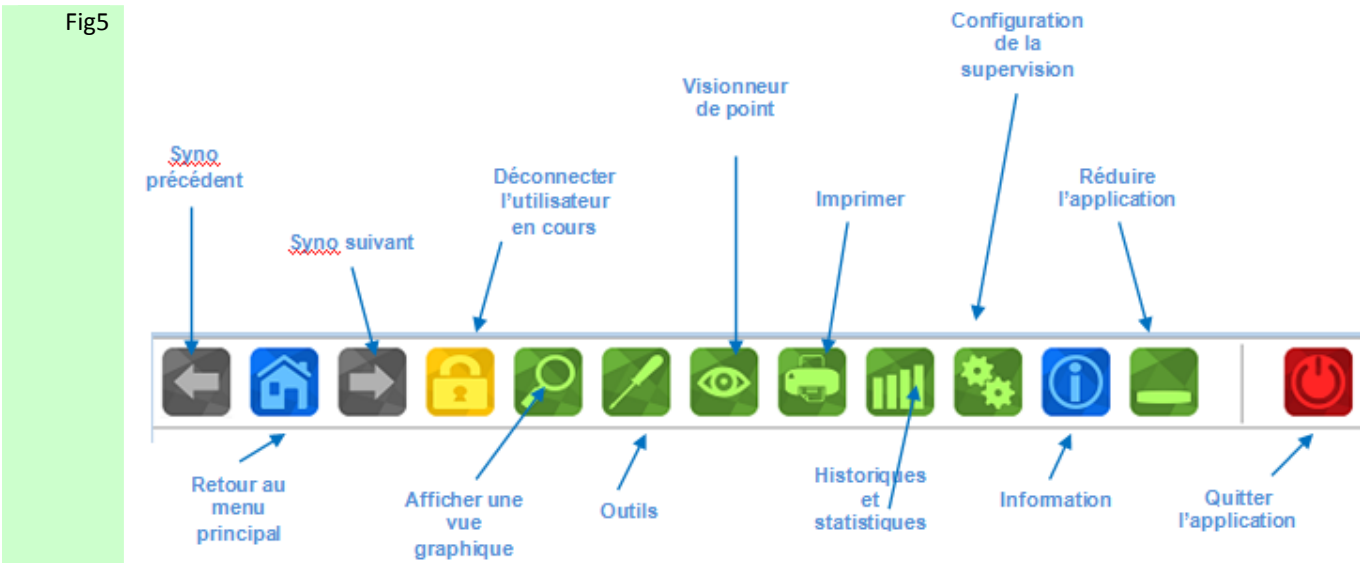 Fig5
Configuration
de la
supervision
Visionneur
de point
Syno
précédent
Déconnecter
l'utilisateur
en cours
Réduire
l'application
Imprimer
Syno suivant
Retour au
menu
principal
Afficher une
vue
graphique
Outils
Historiques
et
statistiques
Information
Quitter
l'application